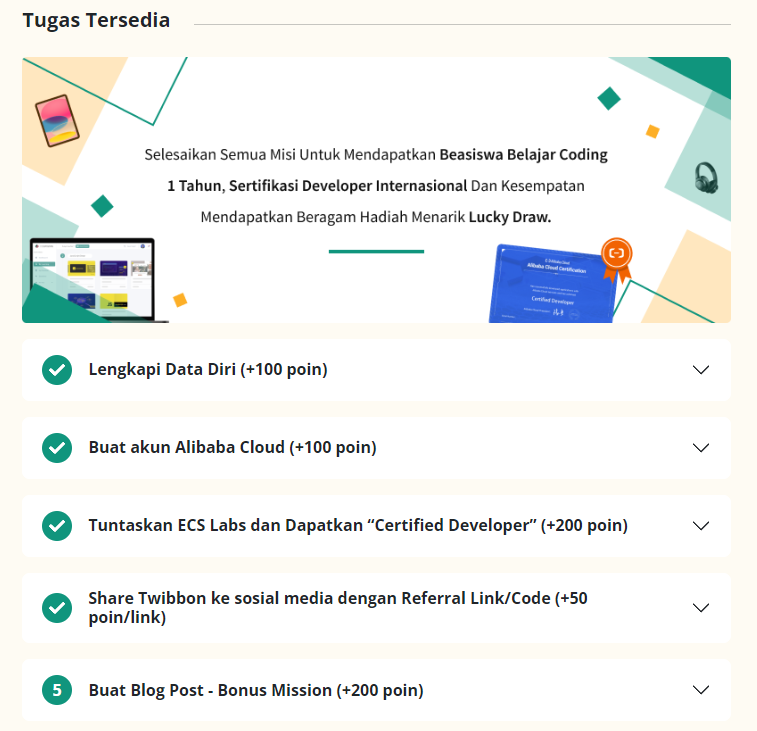 Tugas Tersedia
Selesaikan Semua Misi Untuk Mendapatkan Beasiswa Belajar Coding
1 Tahun, Sertifikasi Developer Internasional Dan Kesempatan
Mendapatkan Beragam Hadiah Menarik Lucky Draw.
Alibaba Cloud Certification
Certified Developer
Lengkapi Data Diri (+100 poin)
Buat akun Alibaba Cloud (+100 poin)
Tuntaskan ECS Labs dan Dapatkan “Certified Developer” (+200 poin)
Share Twibbon ke sosial media dengan Referral Link/Code (+50
poin/link)
5 Buat Blog Post - Bonus Mission (+200 poin)